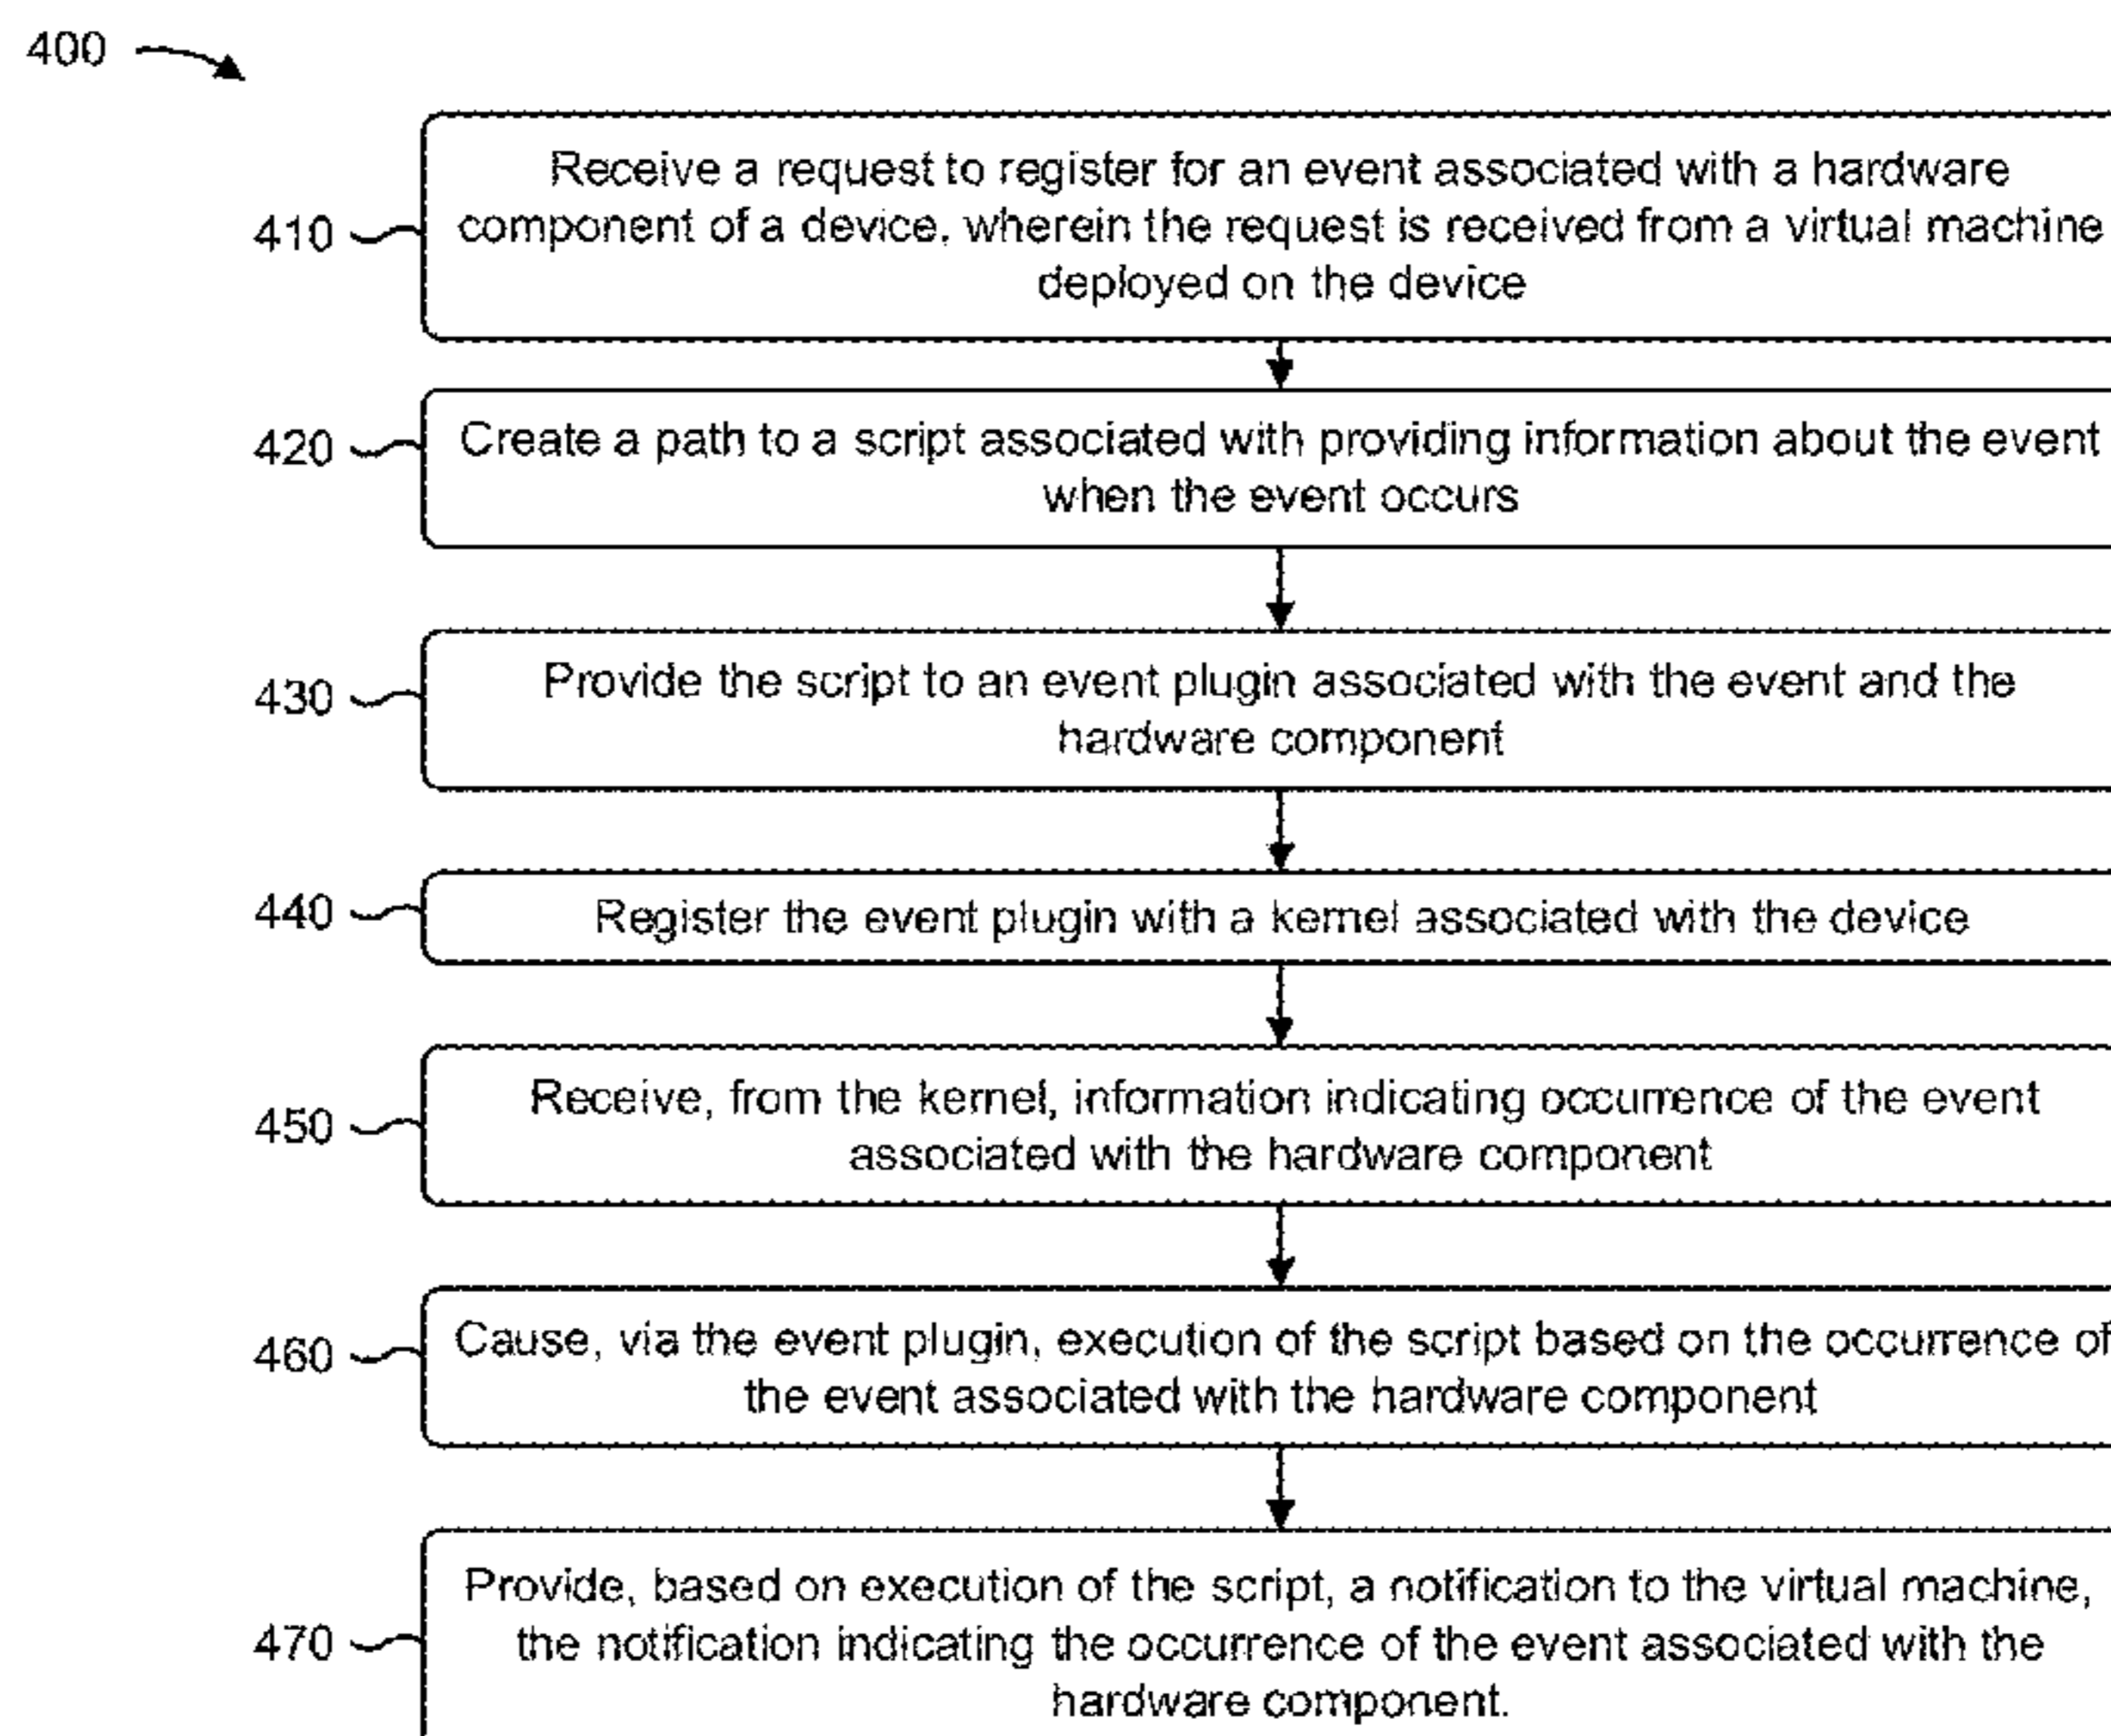 400
Receive a request to register for an event associated with a hardware
410 component of a device, wherein the request is received from a virtual machine
deployed on the device
420 Create a path to a script associated with providing information about the event
when the event occurs
430 Provide the script to an event plugin associated with the event and the
hardware component
440 Register the event plugin with a kernel associated with the device
450 Receive, from the kernel, information indicating occurrence of the event
associated with the hardware component
460 Cause, via the event plugin, execution of the script based on the occurrence of
the event associated with the hardware component
Provide, based on execution of the script, a notification to the virtual machine,
470 the notification indicating the occurrence of the event associated with the
hardware component.